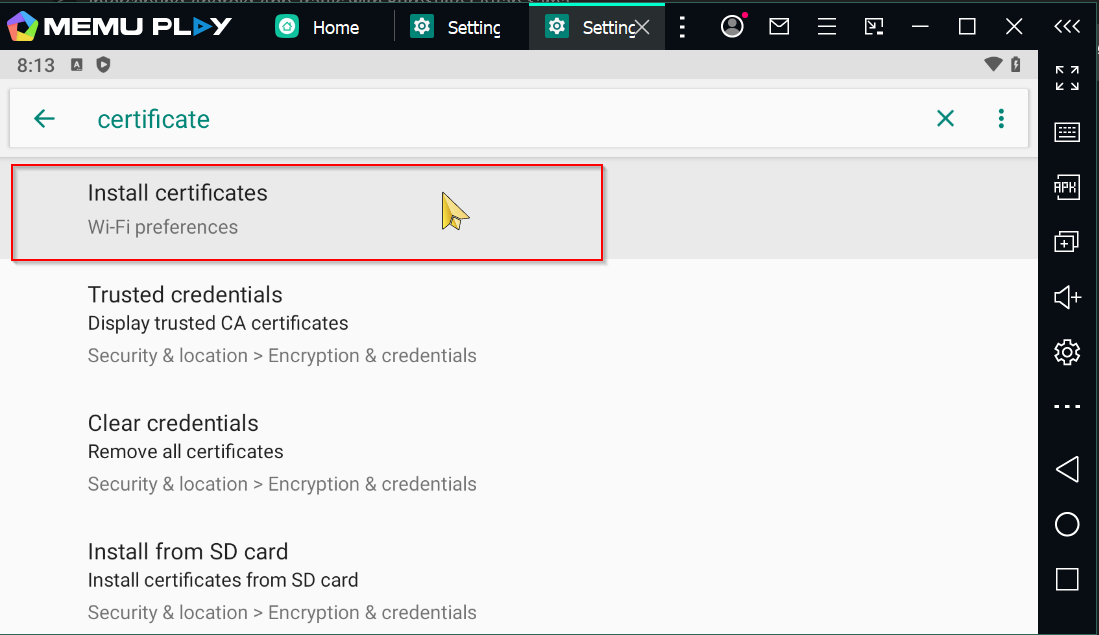 MEMU PLAY
Home
Setting
Setting
8:13
certificate
Install certificates
Wi-Fi preferences
Trusted credentials
Display trusted CA certificates
Security & location > Encryption & credentials
Clear credentials
Remove all certificates
Security & location > Encryption & credentials
Install from SD card
Install certificates from SD card
Security & location > Encryption & credentials
APK